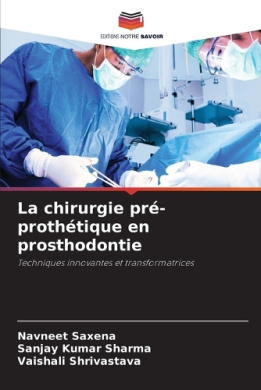 EDITIONS NOTRE SAVOIR
La chirurgie pré-
prothétique en
prosthodontie
Techniques innovantes et transformatrices
Navneet Saxena
Sanjay Kumar Sharma
Vaishali Shrivastava